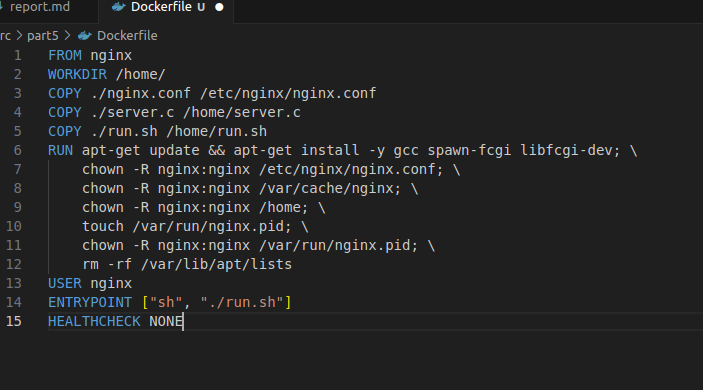 report.md
Dockerfile U
rc > part5 > Dockerfile
1 FROM nginx
2 WORKDIR /home/
3 COPY ./nginx.conf /etc/nginx/nginx.conf
4 COPY ./server.c /home/server.c
5 COPY ./run.sh /home/run.sh
6 RUN apt-get update && apt-get install -y gcc spawn-fcgi libfcgi-dev; \
7 chown -R nginx:nginx /etc/nginx/nginx.conf; \
8 chown -R nginx:nginx /var/cache/nginx; \
9 chown -R nginx:nginx /home; \
10 touch /var/run/nginx.pid; \
11 chown -R nginx:nginx /var/run/nginx.pid; \
12 rm -rf /var/lib/apt/lists
13 USER nginx
14 ENTRYPOINT ["sh", "./run.sh"]
15 HEALTHCHECK NONE